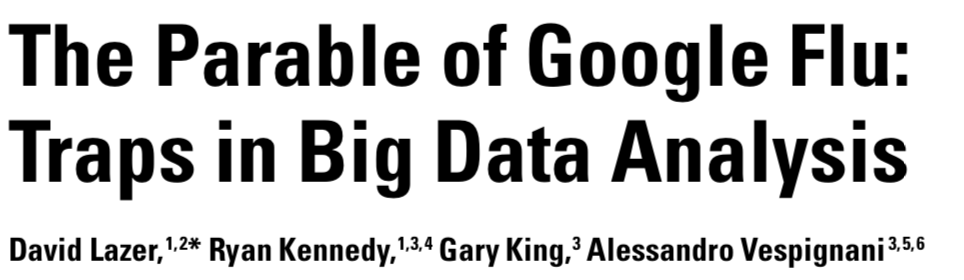 The Parable of Google Flu:
Traps in Big Data Analysis
David Lazer,1,2* Ryan Kennedy,1,3,4 Gary King,3 Alessandro Vespignani3,5,6